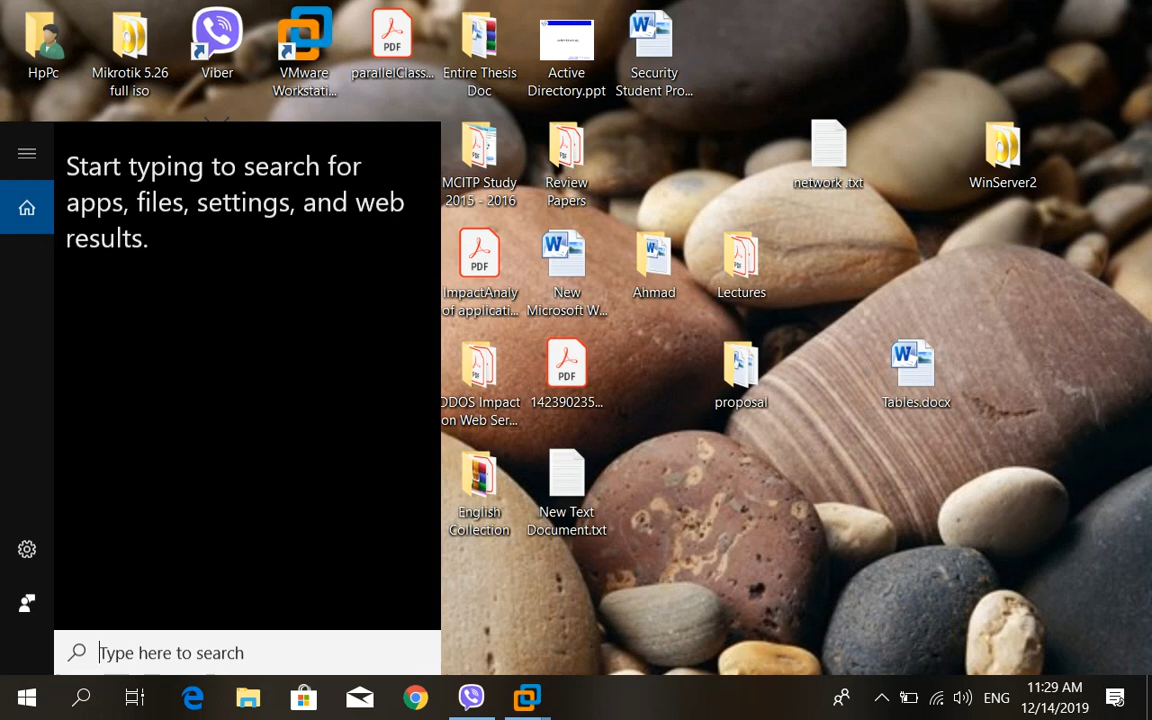 HpPc
Mikrotik 5.26
full iso
Viber
VMware
Workstati...
PDF
parallelClass...
Entire Thesis
Doc
Active
Directory.ppt
Security
Student Pro...
Start typing to search for
apps, files, settings, and web
results.
MCITP Study
2015 - 2016
Review
Papers
network .txt
WinServer2
PDF
ImpactAnaly
of applicati...
New
Microsoft W...
Ahmad
Lectures
DDOS Impact
on Web Ser...
PDF
142390235...
proposal
Tables.docx
English
Collection
New Text
Document.txt
Type here to search
ENG
11:29 AM
12/14/2019